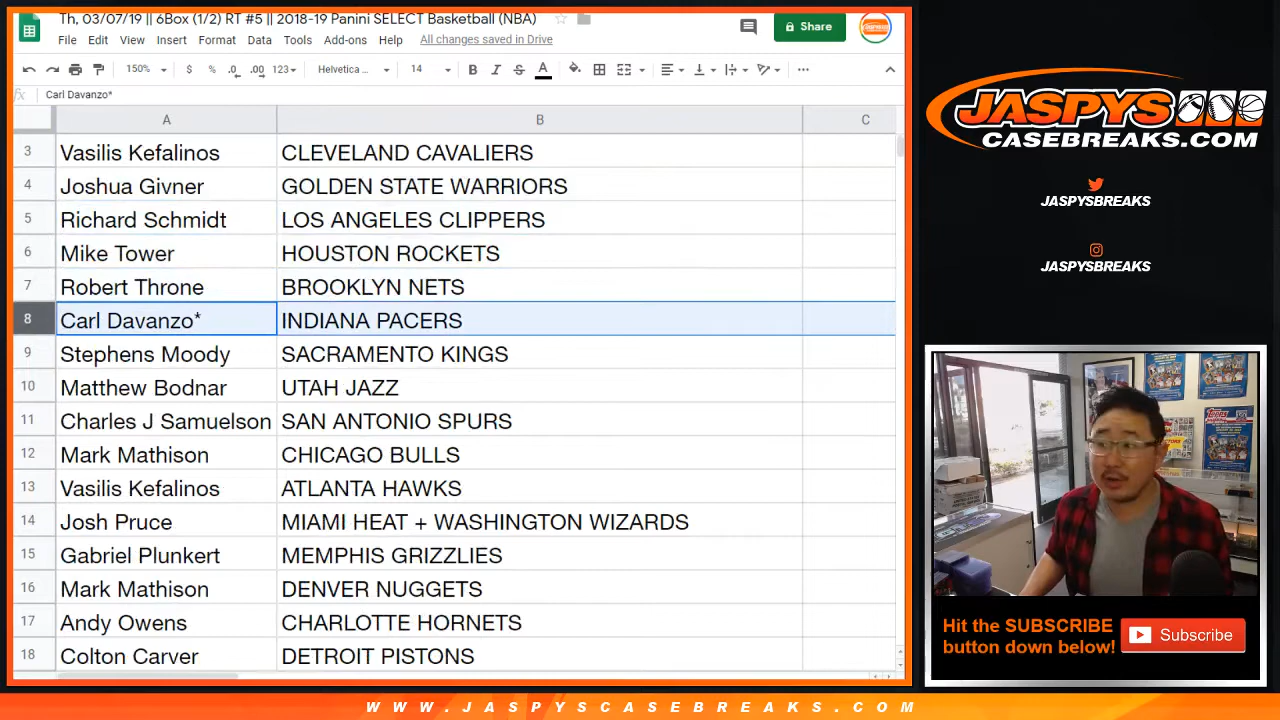 Th, 03/07/19 || 6Box (1/2) RT #5 || 2018-19 Panini SELECT Basketball (NBA)
File Edit View Insert Format Data Tools Add-ons Help All changes saved in Drive
Share
150% $ % .0 .00 123 Helvetica ... 14 B I S A
fx Carl Davanzo*
A B C
3 Vasilis Kefalinos CLEVELAND CAVALIERS
4 Joshua Givner GOLDEN STATE WARRIORS
5 Richard Schmidt LOS ANGELES CLIPPERS
6 Mike Tower HOUSTON ROCKETS
7 Robert Throne BROOKLYN NETS
8 Carl Davanzo* INDIANA PACERS
9 Stephens Moody SACRAMENTO KINGS
10 Matthew Bodnar UTAH JAZZ
11 Charles J Samuelson SAN ANTONIO SPURS
12 Mark Mathison CHICAGO BULLS
13 Vasilis Kefalinos ATLANTA HAWKS
14 Josh Pruce MIAMI HEAT + WASHINGTON WIZARDS
15 Gabriel Plunkert MEMPHIS GRIZZLIES
16 Mark Mathison DENVER NUGGETS
17 Andy Owens CHARLOTTE HORNETS
18 Colton Carver DETROIT PISTONS
JASPYS
CASEBREAKS.COM
JASPYSBREAKS
JASPYSBREAKS
Topps
Hit the SUBSCRIBE
button down below!
Subscribe
WWW.JASPYSCASEBREAKS.COM